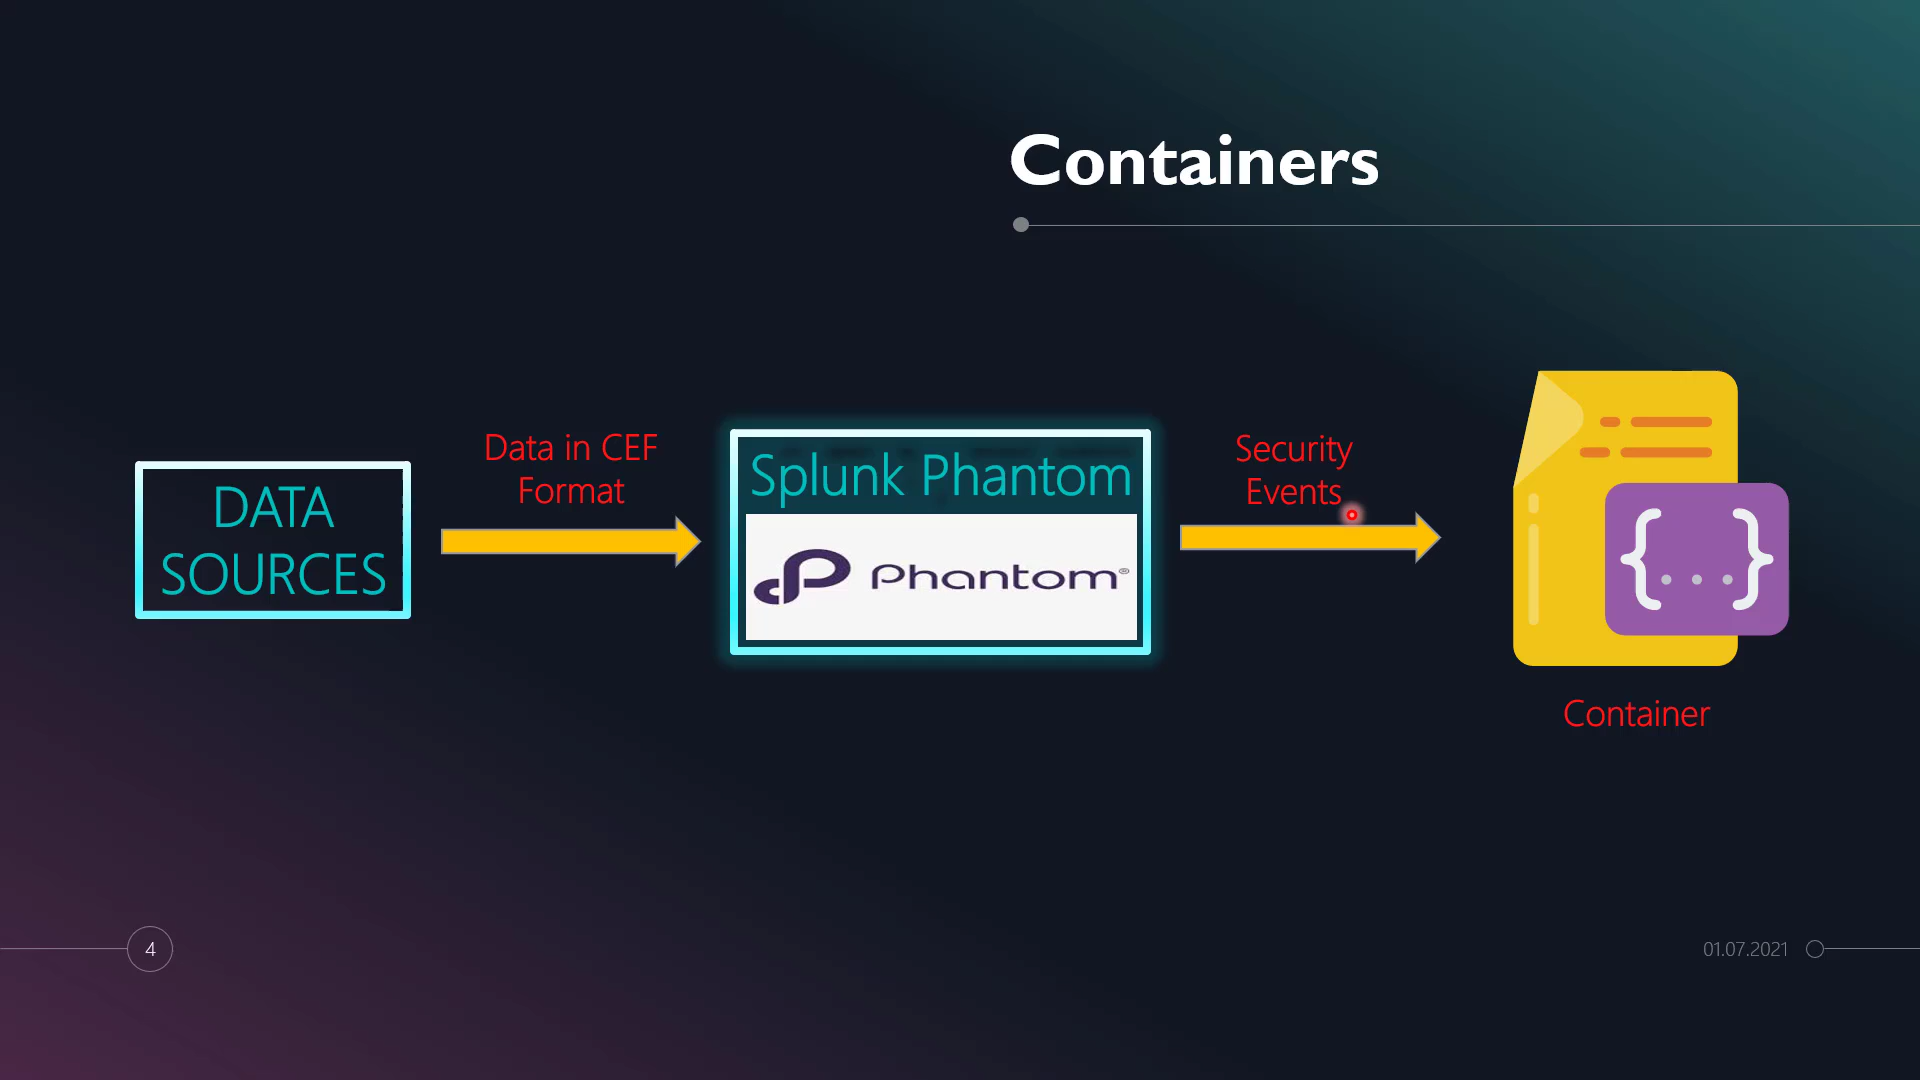 Containers
DATA
SOURCES
Data in CEF
Format
Splunk Phantom
Phantom®
Security
Events
{...}
Container
4
01.07.2021